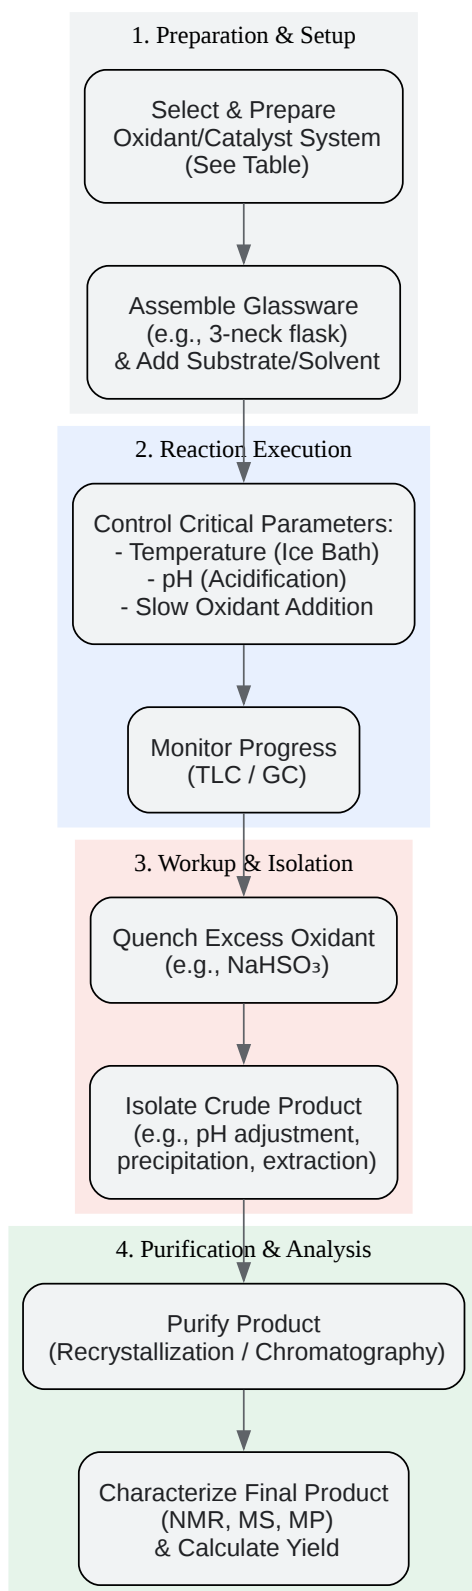 1. Preparation & Setup
Select & Prepare
Oxidant/Catalyst System
(See Table)
Assemble Glassware
(e.g., 3-neck flask)
& Add Substrate/Solvent
2. Reaction Execution
Control Critical Parameters:
- Temperature (Ice Bath)
- pH (Acidification)
- Slow Oxidant Addition
Monitor Progress
(TLC / GC)
3. Workup & Isolation
Quench Excess Oxidant
(e.g., NaHSO₃)
Isolate Crude Product
(e.g., pH adjustment,
precipitation, extraction)
4. Purification & Analysis
Purify Product
(Recrystallization / Chromatography)
Characterize Final Product
(NMR, MS, MP)
& Calculate Yield